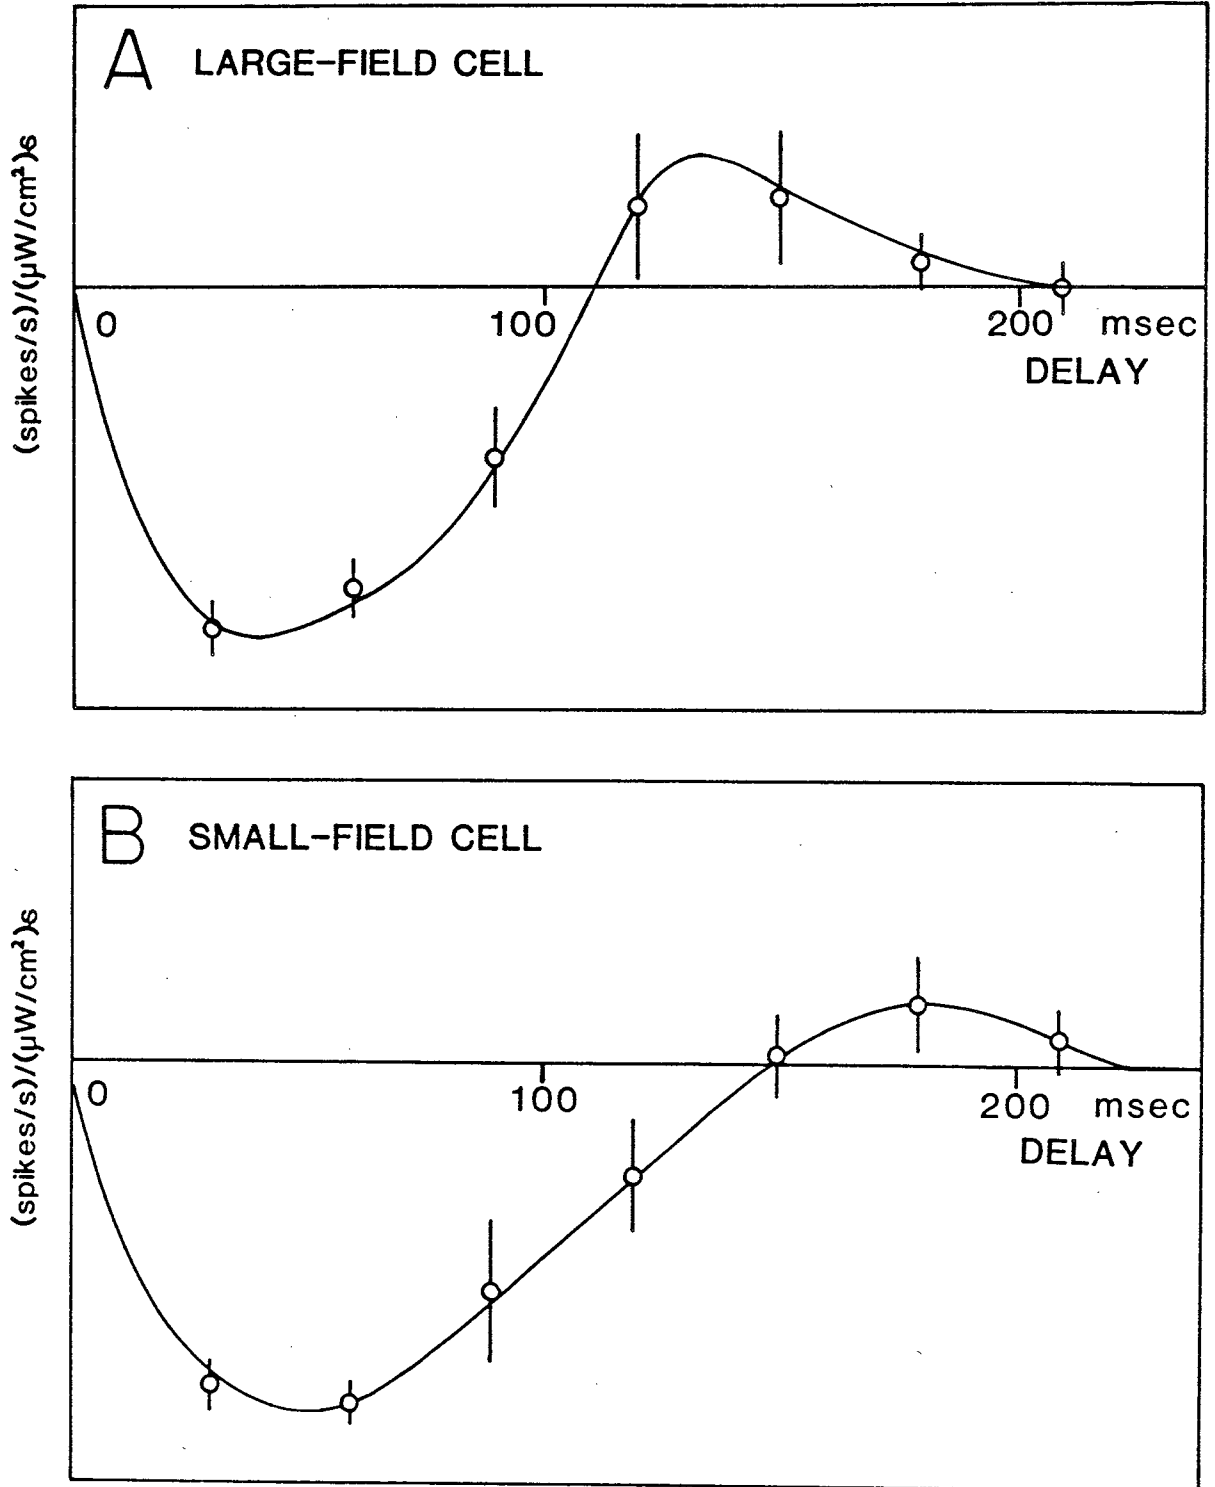 A LARGE-FIELD CELL
(spikes/s)/(μW/cm²)·s
0 100 200 msec
DELAY
B SMALL-FIELD CELL
(spikes/s)/(μW/cm²)·s
0 100 200 msec
DELAY